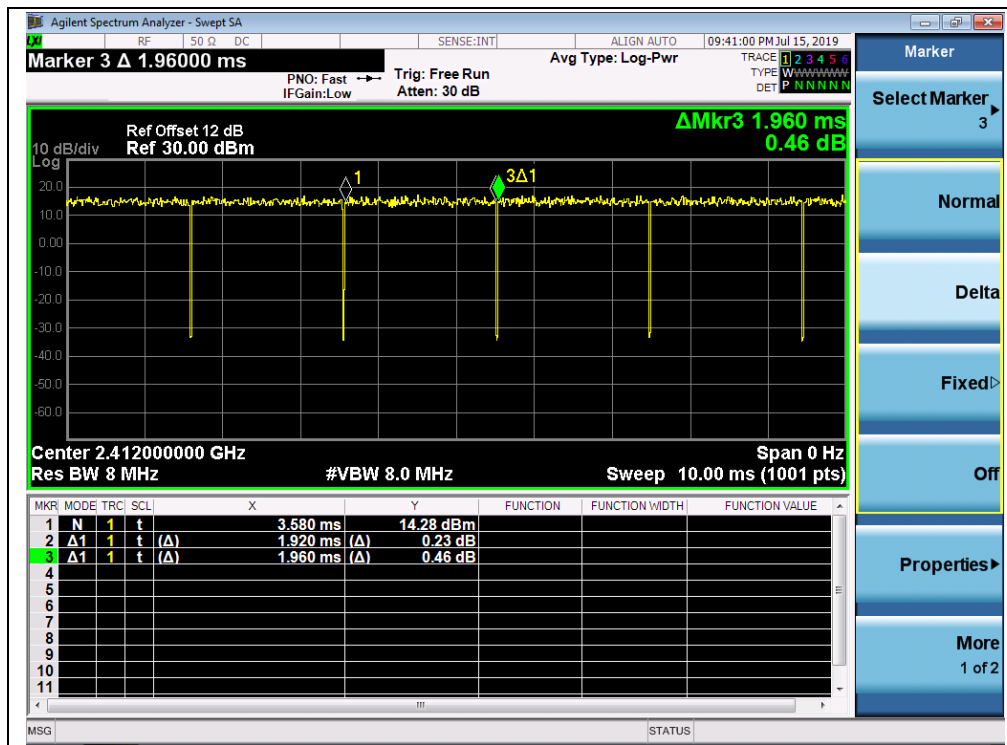 Agilent Spectrum Analyzer - Swept SA
LXI RF 50 Ω DC SENSE:INT ALIGN AUTO 09:41:00 PM Jul 15, 2019
Marker 3 Δ 1.96000 ms
PNO: Fast
IFGain:Low
Trig: Free Run
Atten: 30 dB
Avg Type: Log-Pwr
TRACE 1 2 3 4 5 6
TYPE WWWWWWW
DET P N N N N N
Ref Offset 12 dB
10 dB/div Ref 30.00 dBm
Log
ΔMkr3 1.960 ms
0.46 dB
1
3Δ1
20.0
10.0
0.00
-10.0
-20.0
-30.0
-40.0
-50.0
-60.0
Center 2.412000000 GHz Span 0 Hz
Res BW 8 MHz #VBW 8.0 MHz Sweep 10.00 ms (1001 pts)
MKR MODE TRC SCL X Y FUNCTION FUNCTION WIDTH FUNCTION VALUE
1 N 1 t 3.580 ms 14.28 dBm
2 Δ1 1 t (Δ) 1.920 ms (Δ) 0.23 dB
3 Δ1 1 t (Δ) 1.960 ms (Δ) 0.46 dB
4
5
6
7
8
9
10
11
MSG STATUS
Marker
Select Marker
3
Normal
Delta
Fixed
Off
Properties
More
1 of 2